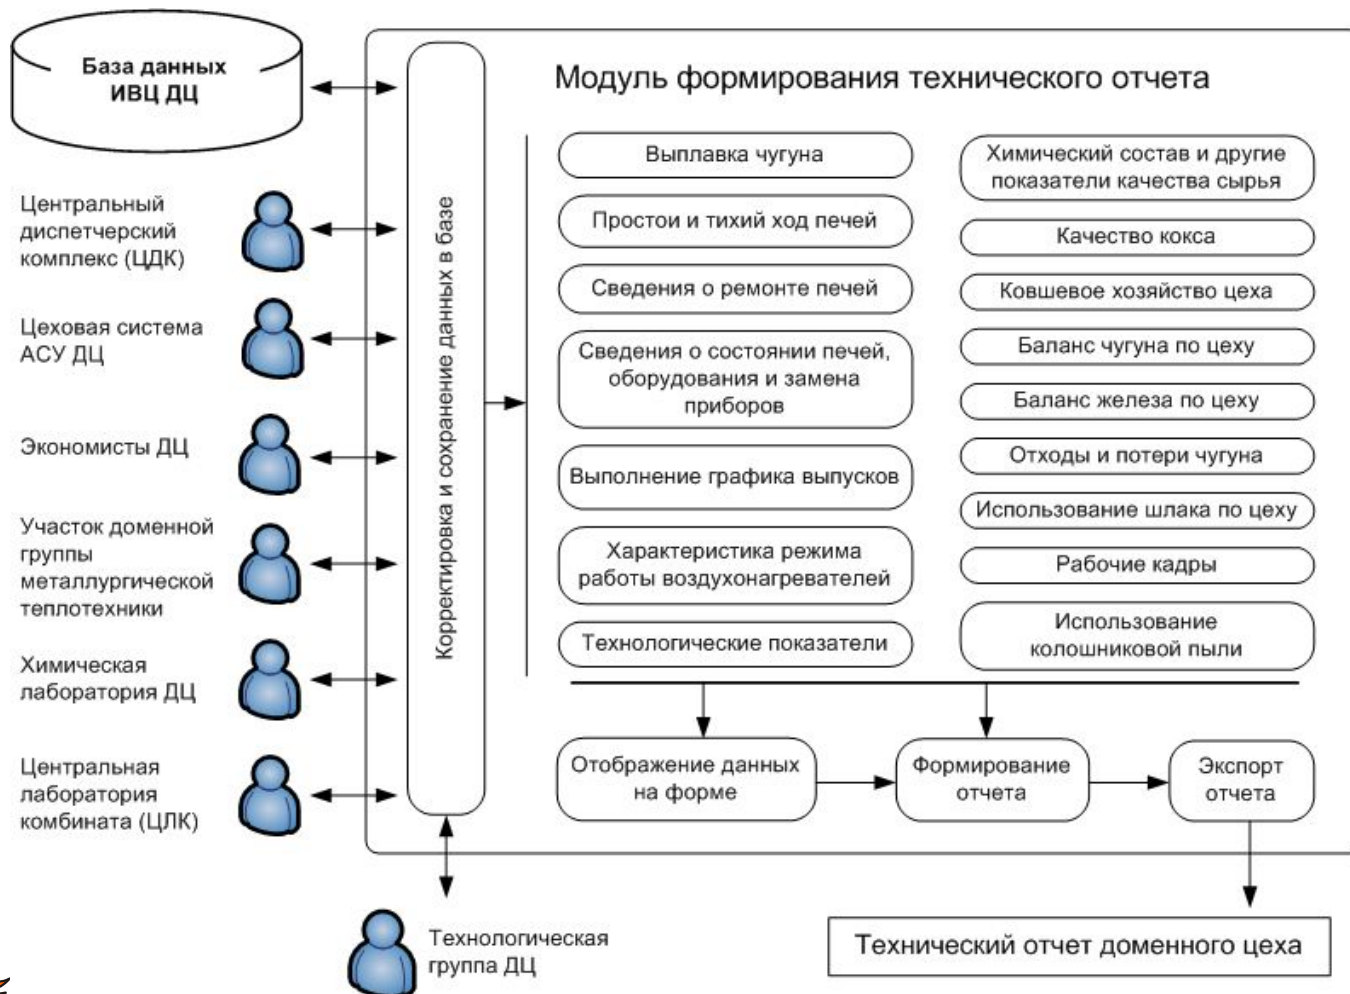 База данных
ИВЦ ДЦ
Центральный
диспетчерский
комплекс (ЦДК)
Цеховая система
АСУ ДЦ
Экономисты ДЦ
Участок доменной
группы
металлургической
теплотехники
Химическая
лаборатория ДЦ
Центральная
лаборатория
комбината (ЦЛК)
Корректировка и сохранение данных в базе
Модуль формирования технического отчета
Выплавка чугуна
Простои и тихий ход печей
Сведения о ремонте печей
Сведения о состоянии печей,
оборудования и замена
приборов
Выполнение графика выпусков
Характеристика режима
работы воздухонагревателей
Технологические показатели
Химический состав и другие
показатели качества сырья
Качество кокса
Ковшевое хозяйство цеха
Баланс чугуна по цеху
Баланс железа по цеху
Отходы и потери чугуна
Использование шлака по цеху
Рабочие кадры
Использование
колошниковой пыли
Отображение данных
на форме
Формирование
отчета
Экспорт
отчета
Технологическая
группа ДЦ
Технический отчет доменного цеха